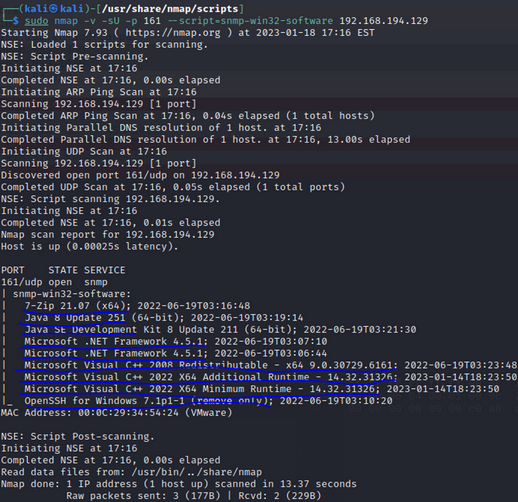 ┌──(kali㉿kali)-[/usr/share/nmap/scripts]
└─$ sudo nmap -v -sU -p 161 --script=snmp-win32-software 192.168.194.129
Starting Nmap 7.93 ( https://nmap.org ) at 2023-01-18 17:16 EST
NSE: Loaded 1 scripts for scanning.
NSE: Script Pre-scanning.
Initiating NSE at 17:16
Completed NSE at 17:16, 0.00s elapsed
Initiating ARP Ping Scan at 17:16
Scanning 192.168.194.129 [1 port]
Completed ARP Ping Scan at 17:16, 0.04s elapsed (1 total hosts)
Initiating Parallel DNS resolution of 1 host. at 17:16
Completed Parallel DNS resolution of 1 host. at 17:16, 13.00s elapsed
Initiating UDP Scan at 17:16
Scanning 192.168.194.129 [1 port]
Discovered open port 161/udp on 192.168.194.129
Completed UDP Scan at 17:16, 0.05s elapsed (1 total ports)
NSE: Script scanning 192.168.194.129.
Initiating NSE at 17:16
Completed NSE at 17:16, 0.01s elapsed
Nmap scan report for 192.168.194.129
Host is up (0.00025s latency).
PORT    STATE SERVICE
161/udp open  snmp
| snmp-win32-software:
|   7-Zip 21.07 (x64); 2022-06-19T03:16:48
|   Java 8 Update 251 (64-bit); 2022-06-19T03:19:14
|   Java SE Development Kit 8 Update 211 (64-bit); 2022-06-19T03:21:30
|   Microsoft .NET Framework 4.5.1; 2022-06-19T03:07:10
|   Microsoft .NET Framework 4.5.1; 2022-06-19T03:06:44
|   Microsoft Visual C++ 2008 Redistributable - x64 9.0.30729.6161; 2022-06-19T03:23:48
|   Microsoft Visual C++ 2022 X64 Additional Runtime - 14.32.31326; 2023-01-14T18:23:50
|   Microsoft Visual C++ 2022 X64 Minimum Runtime - 14.32.31326; 2023-01-14T18:23:50
|_  OpenSSH for Windows 7.1p1-1 (remove only); 2022-06-19T03:10:20
MAC Address: 00:0C:29:34:54:24 (VMware)
NSE: Script Post-scanning.
Initiating NSE at 17:16
Completed NSE at 17:16, 0.00s elapsed
Read data files from: /usr/bin/../share/nmap
Nmap done: 1 IP address (1 host up) scanned in 13.37 seconds
Raw packets sent: 3 (177B) | Rcvd: 2 (229B)